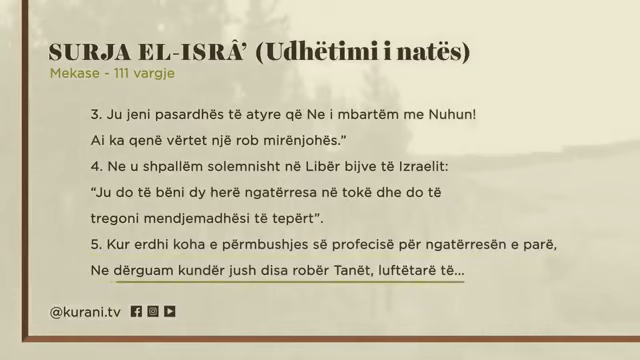 SURJA EL-ISRÂ’ (Udhëtimi i natës)
Mekase - 111 vargje
3. Ju jeni pasardhës të atyre që Ne i mbartëm me Nuhun!
Ai ka qenë vërtet një rob mirënjohës.”
4. Ne u shpallëm solemnisht në Libër bijve të Izraelit:
“Ju do të bëni dy herë ngatërresa në tokë dhe do të
tregoni mendjemadhësi të tepërt”.
5. Kur erdhi koha e përmbushjes së profecisë për ngatërresën e parë,
Ne dërguam kundër jush disa robër Tanët, luftëtarë të...
@kurani.tv